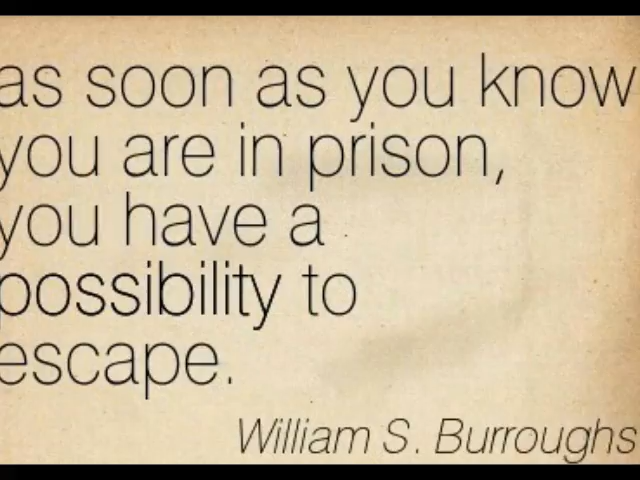 as soon as you know
you are in prison,
you have a
possibility to
escape.
William S. Burroughs